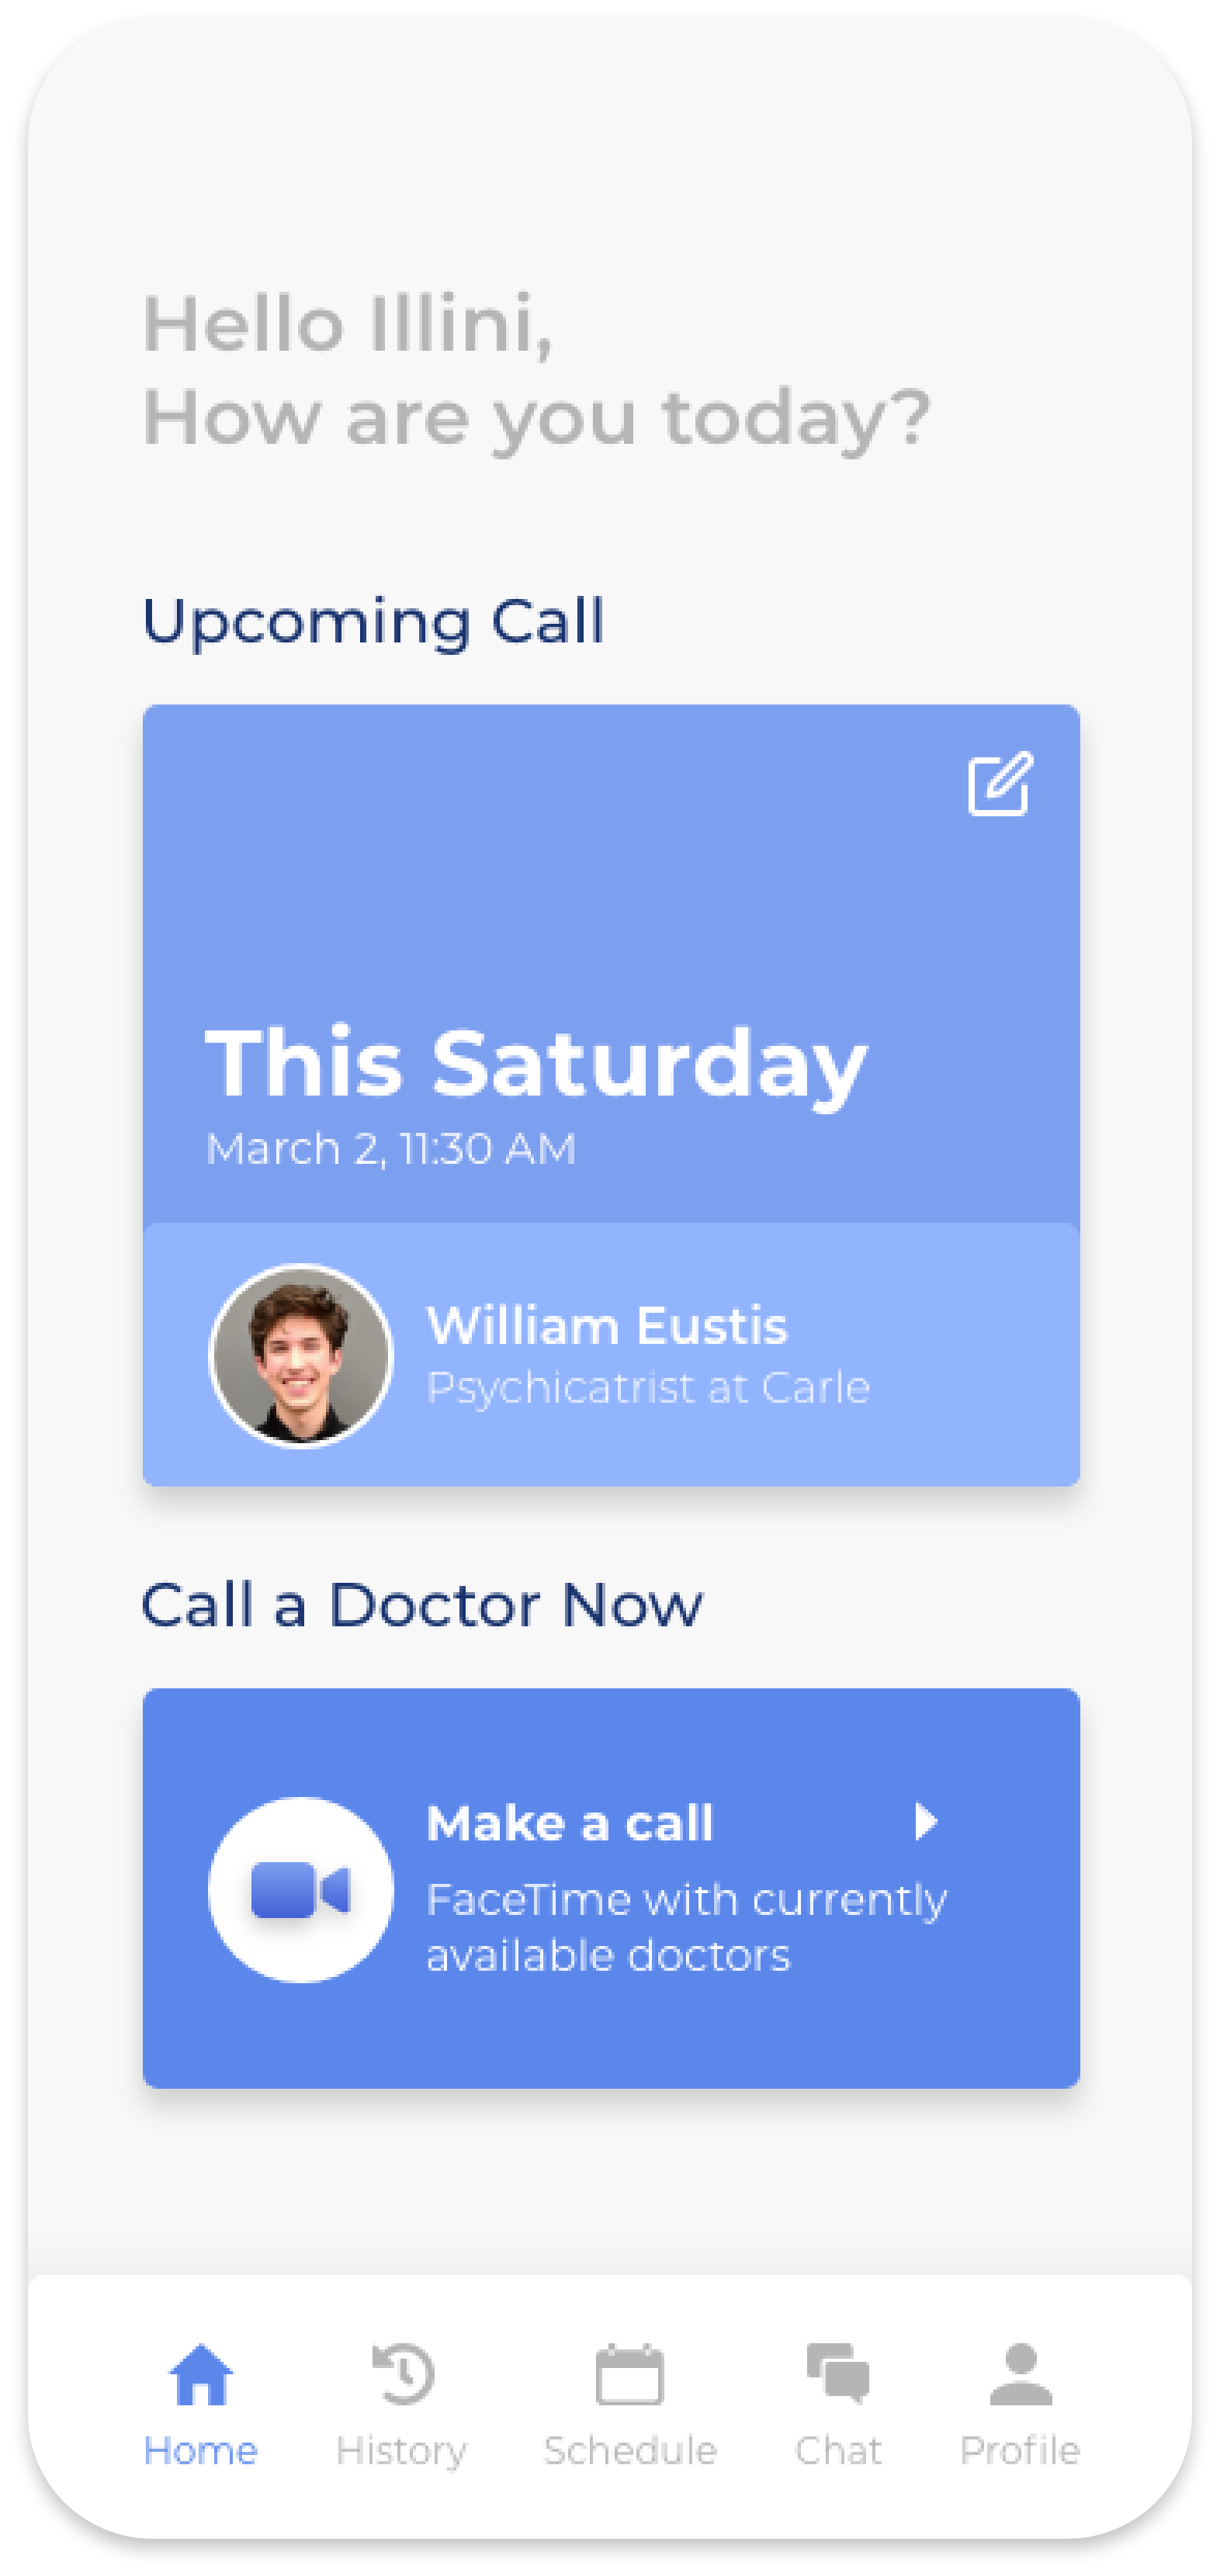 Hello Illini,
How are you today?
Upcoming Call
This Saturday
March 2, 11:30 AM
William Eustis
Psychicatrist at Carle
Call a Doctor Now
Make a call
FaceTime with currently
available doctors
Home History Schedule Chat Profile